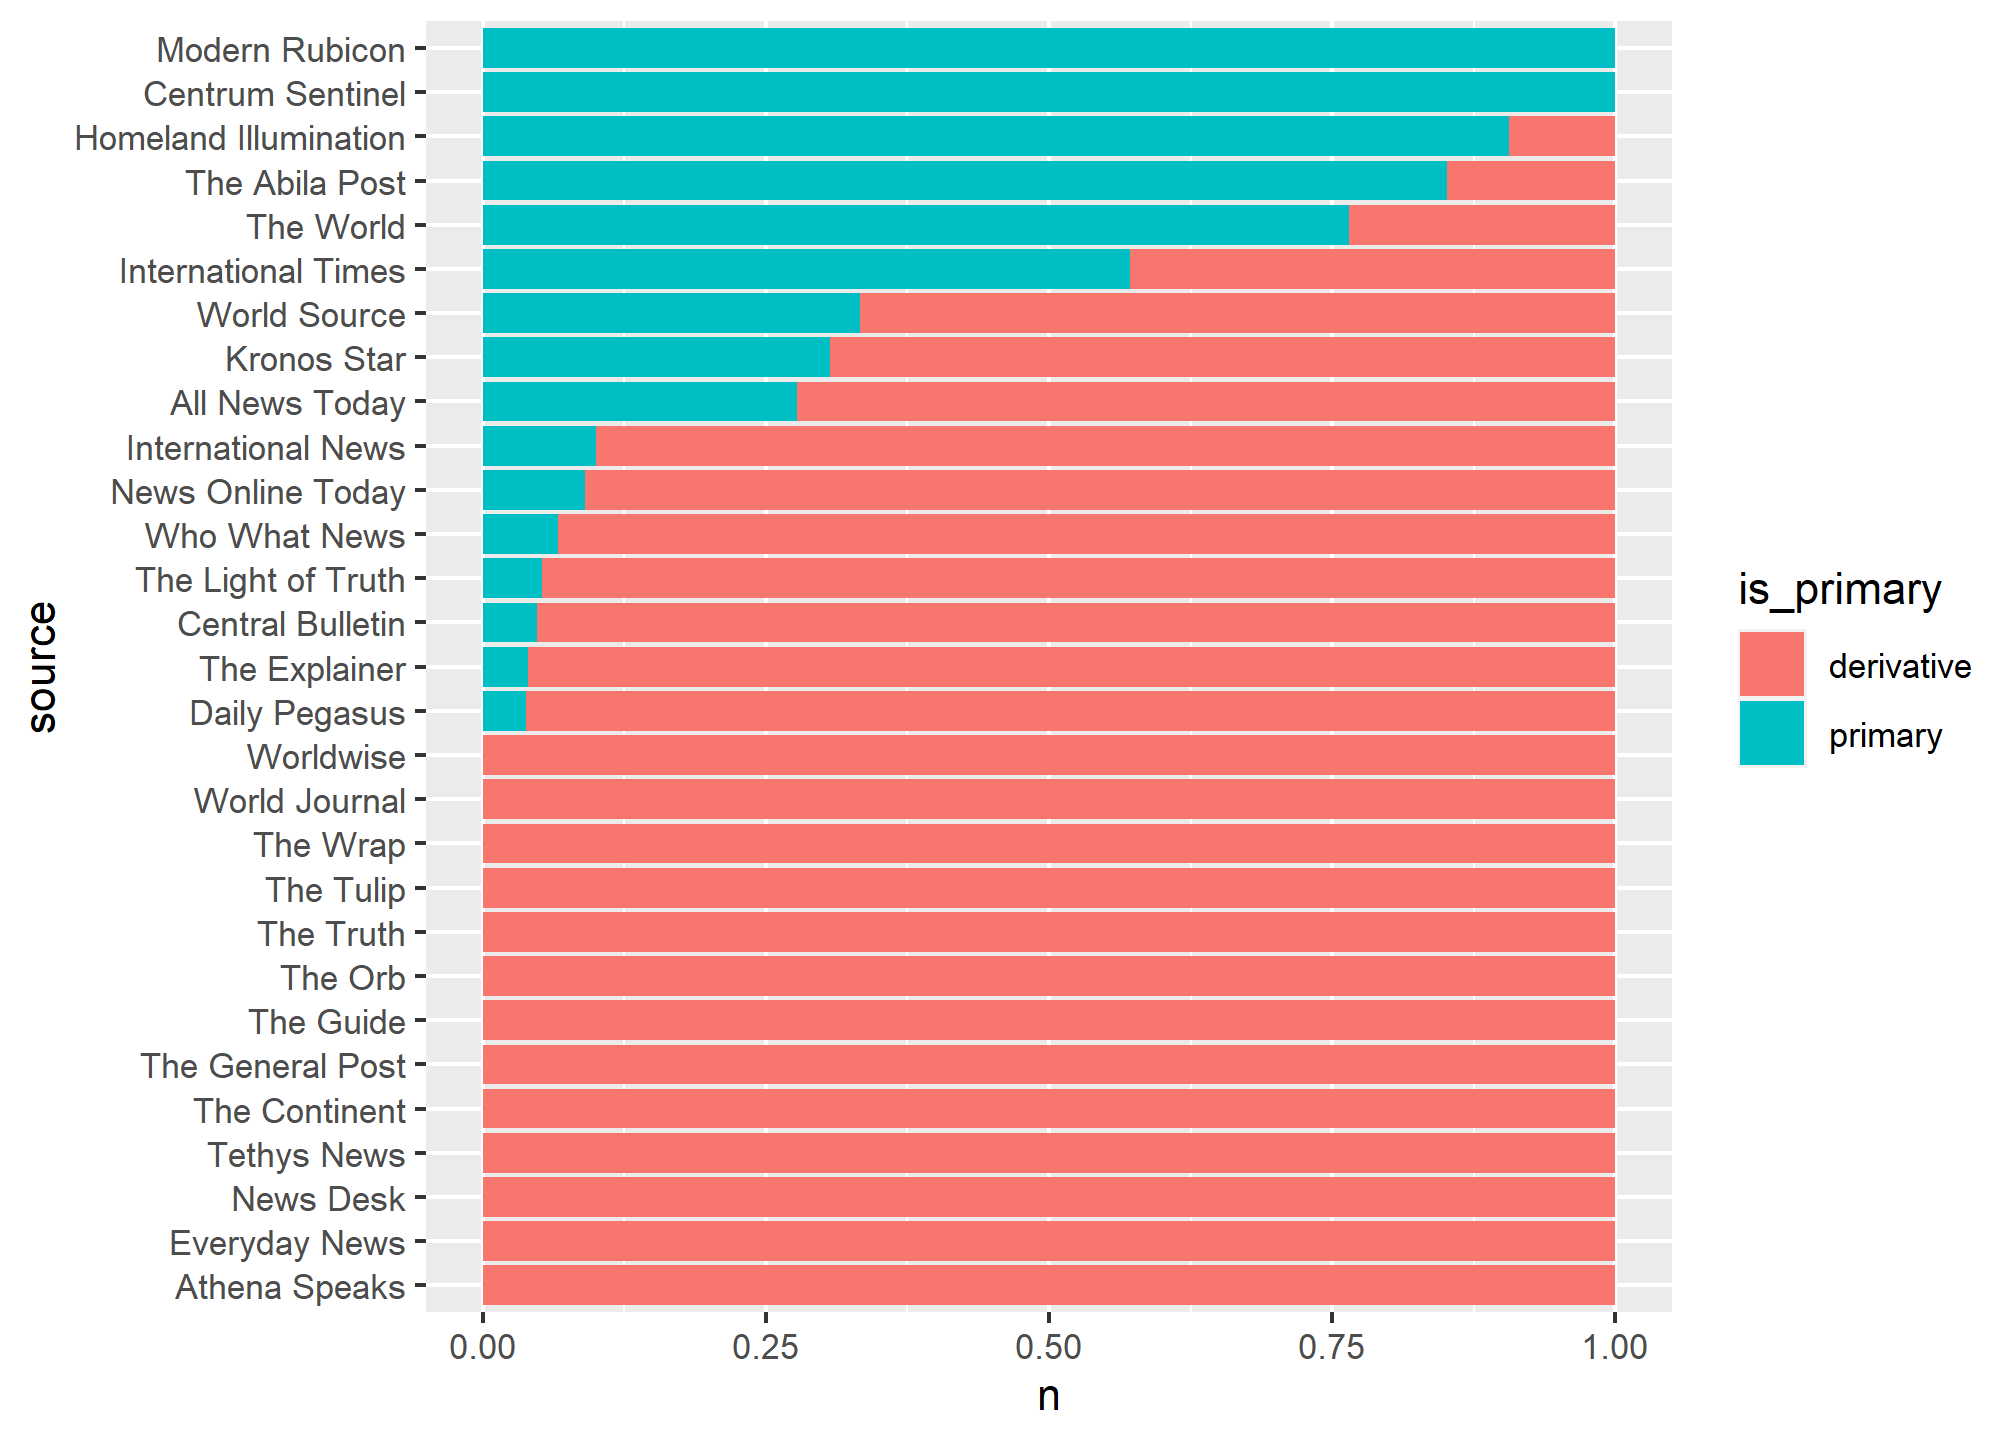 Modern Rubicon
Centrum Sentinel
Homeland Illumination
The Abila Post
The World
International Times
World Source
Kronos Star
All News Today
International News
News Online Today
Who What News
The Light of Truth
Central Bulletin
The Explainer
Daily Pegasus
Worldwise
World Journal
The Wrap
The Tulip
The Truth
The Orb
The Guide
The General Post
The Continent
Tethys News
News Desk
Everyday News
Athena Speaks
source
0.00 0.25 0.50 0.75 1.00
n
is_primary
derivative
primary